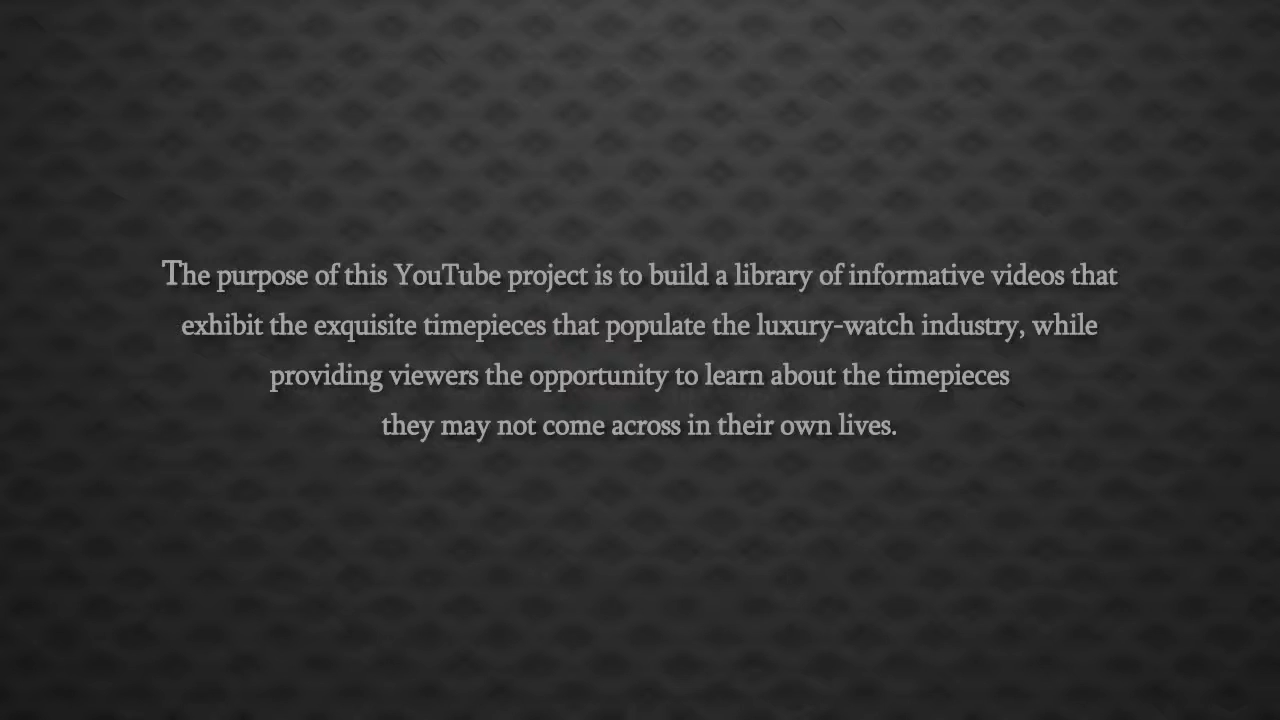 The purpose of this YouTube project is to build a library of informative videos that
exhibit the exquisite timepieces that populate the luxury-watch industry, while
providing viewers the opportunity to learn about the timepieces
they may not come across in their own lives.